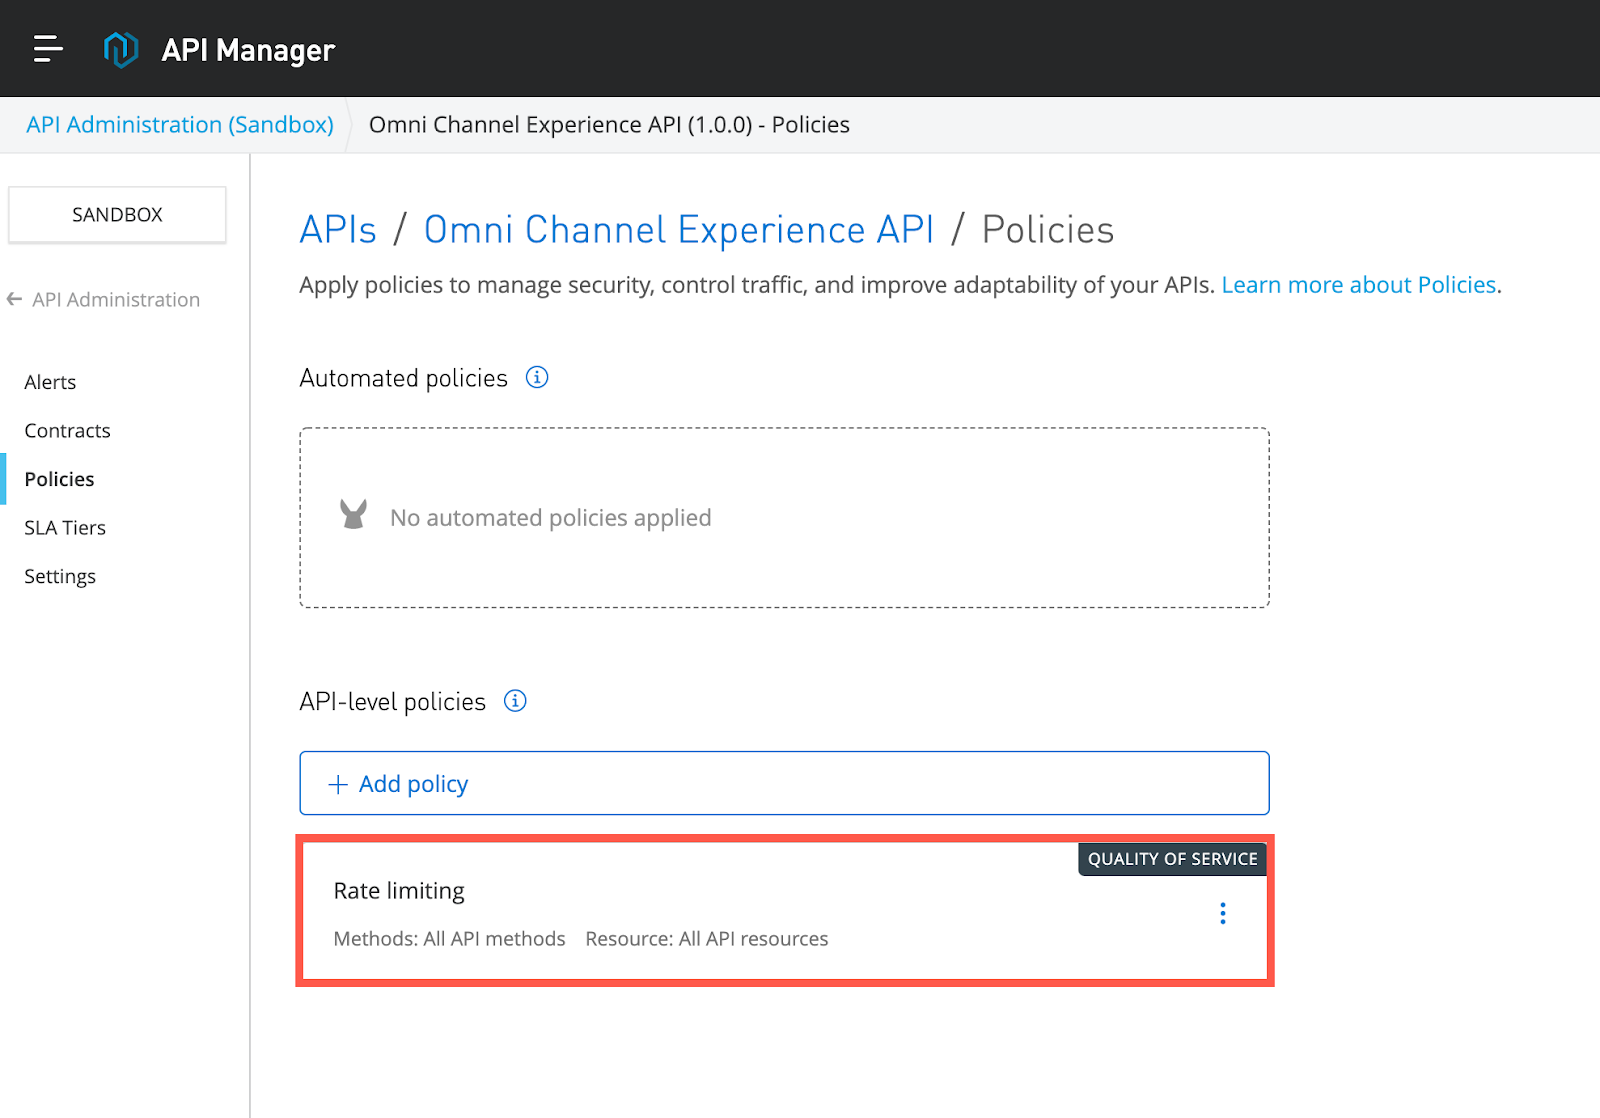 API Manager
API Administration (Sandbox)
Omni Channel Experience API (1.0.0) - Policies
SANDBOX
API Administration
Alerts
Contracts
Policies
SLA Tiers
Settings
APIs / Omni Channel Experience API / Policies
Apply policies to manage security, control traffic, and improve adaptability of your APIs. Learn more about Policies.
Automated policies
No automated policies applied
API-level policies
+ Add policy
QUALITY OF SERVICE
Rate limiting
Methods: All API methods Resource: All API resources